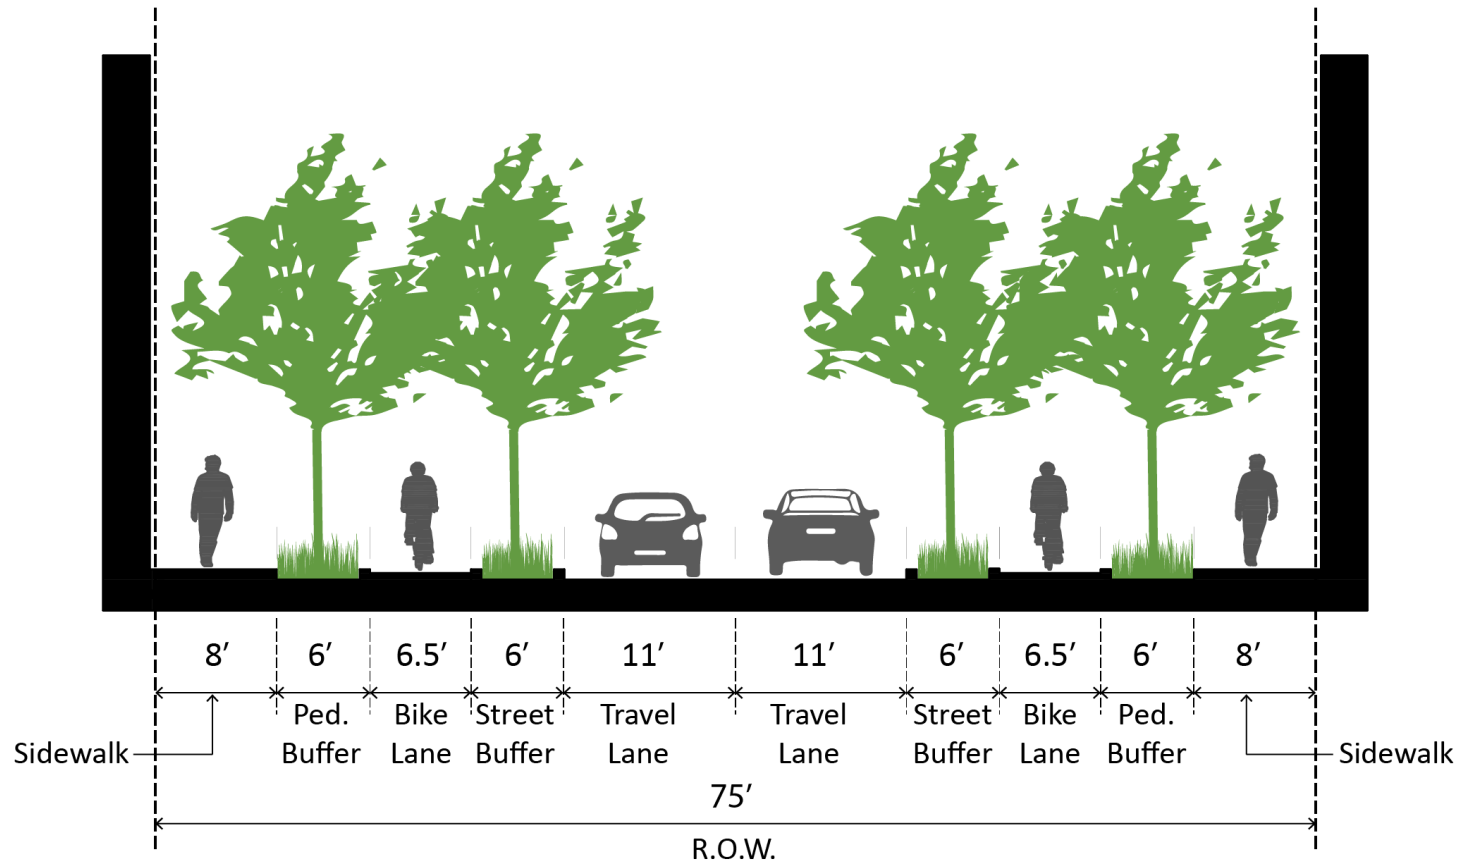 8′ 6′ 6.5′ 6′ 11′ 11′ 6′ 6.5′ 6′ 8′
Ped. Bike Street Travel Travel Street Bike Ped.
Buffer Lane Buffer Lane Lane Buffer Lane Buffer
Sidewalk Sidewalk
75′
R.O.W.